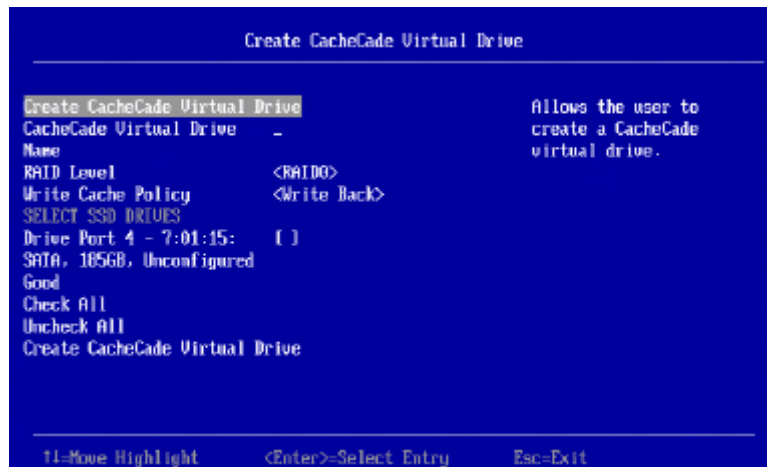 Create CacheCade Virtual Drive
Create CacheCade Virtual Drive
CacheCade Virtual Drive _
Name
RAID Level <RAID0>
Write Cache Policy <Write Back>
SELECT SSD DRIVES
Drive Port 4 - 7:01:15: [ ]
SATA, 185GB, Unconfigured
Good
Check All
Uncheck All
Create CacheCade Virtual Drive
Allows the user to
create a CacheCade
virtual drive.
↑↓=Move Highlight <Enter>=Select Entry Esc=Exit